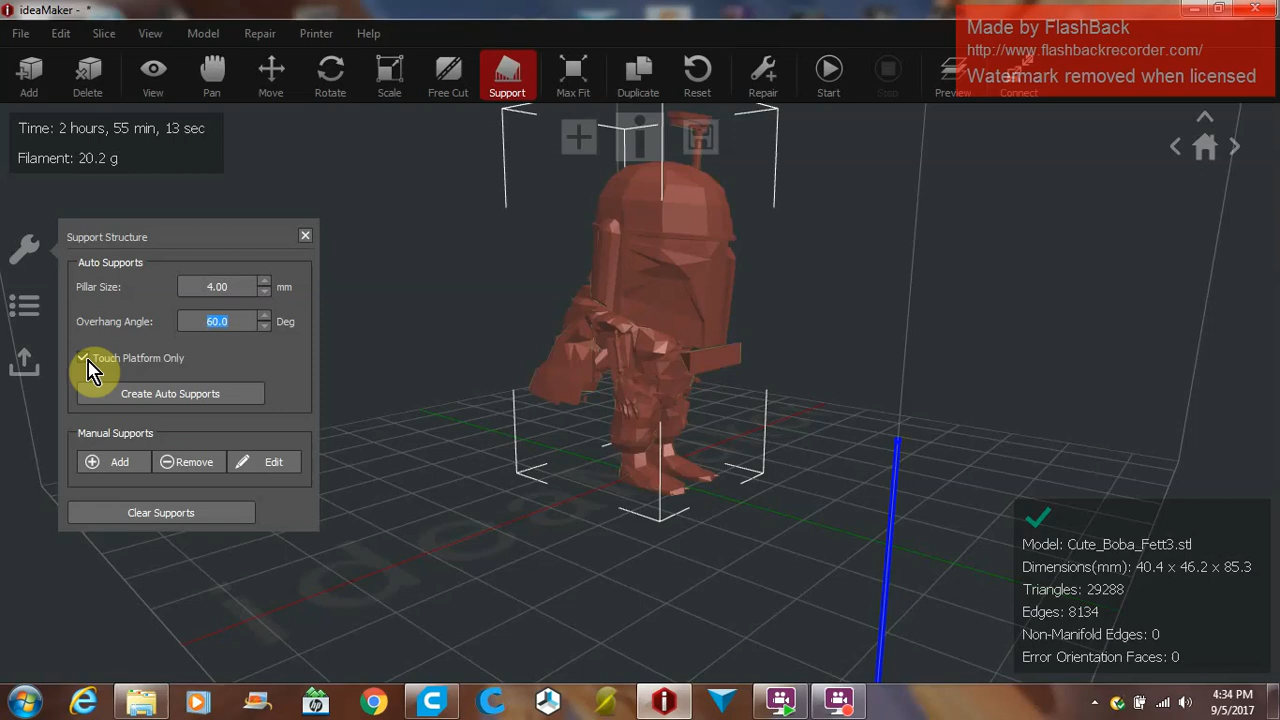 ideaMaker - *
File Edit Slice View Model Repair Printer Help
Made by FlashBack
http://www.flashbackrecorder.com/
Watermark removed when licensed
Add Delete View Pan Move Rotate Scale Free Cut Support Max Fit Duplicate Reset Repair Start Stop Preview Connect
Time: 2 hours, 55 min, 13 sec
Filament: 20.2 g
Support Structure
Auto Supports
Pillar Size: 4.00 mm
Overhang Angle: 60.0 Deg
Touch Platform Only
Create Auto Supports
Manual Supports
Add Remove Edit
Clear Supports
Model: Cute_Boba_Fett3.stl
Dimensions(mm): 40.4 x 46.2 x 85.3
Triangles: 29288
Edges: 8134
Non-Manifold Edges: 0
Error Orientation Faces: 0
4:34 PM
9/5/2017